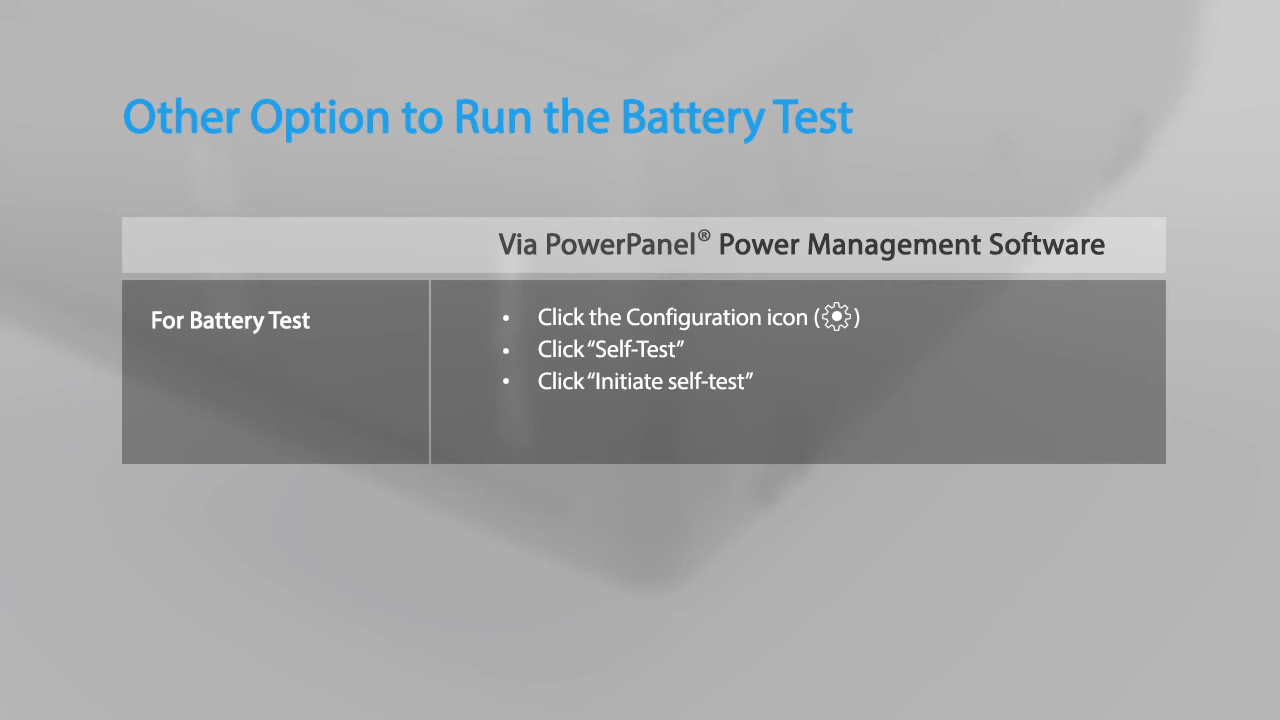 Other Option to Run the Battery Test
Via PowerPanel® Power Management Software
For Battery Test
• Click the Configuration icon ( )
• Click “Self-Test”
• Click “Initiate self-test”